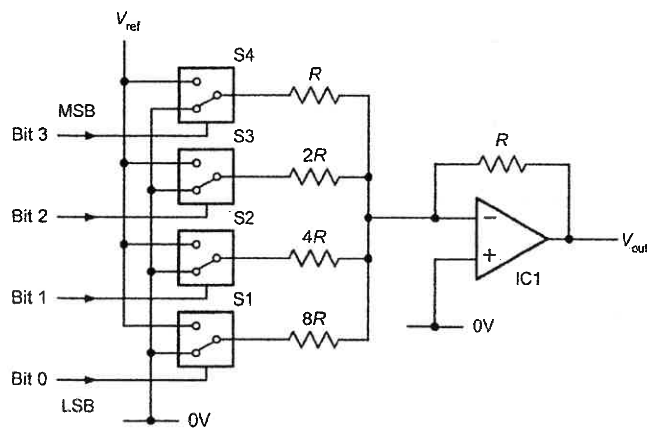 Vref
S4
R
MSB
Bit 3
S3
2R
R
Bit 2
S2
4R
−
+
IC1
Vout
Bit 1
S1
8R
0V
Bit 0
LSB
0V